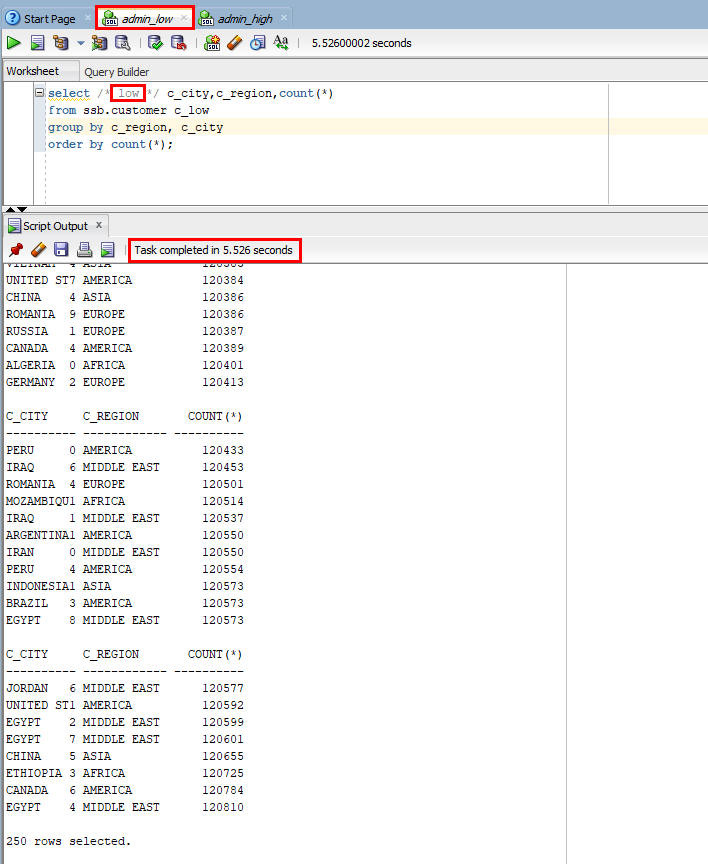 Start Page × admin_low × admin_high ×
5.52600002 seconds
Worksheet Query Builder
select /* low */ c_city,c_region,count(*)
from ssb.customer c_low
group by c_region, c_city
order by count(*);
Script Output ×
Task completed in 5.526 seconds
UNITED ST7 AMERICA 120384
CHINA 4 ASIA 120386
ROMANIA 9 EUROPE 120386
RUSSIA 1 EUROPE 120387
CANADA 4 AMERICA 120389
ALGERIA 0 AFRICA 120401
GERMANY 2 EUROPE 120413
C_CITY C_REGION COUNT(*)
---------- ------------ ----------
PERU 0 AMERICA 120433
IRAQ 6 MIDDLE EAST 120453
ROMANIA 4 EUROPE 120501
MOZAMBIQU1 AFRICA 120514
IRAQ 1 MIDDLE EAST 120537
ARGENTINA1 AMERICA 120550
IRAN 0 MIDDLE EAST 120550
PERU 4 AMERICA 120554
INDONESIA1 ASIA 120573
BRAZIL 3 AMERICA 120573
EGYPT 8 MIDDLE EAST 120573
C_CITY C_REGION COUNT(*)
---------- ------------ ----------
JORDAN 6 MIDDLE EAST 120577
UNITED ST1 AMERICA 120592
EGYPT 2 MIDDLE EAST 120599
EGYPT 7 MIDDLE EAST 120601
CHINA 5 ASIA 120655
ETHIOPIA 3 AFRICA 120725
CANADA 6 AMERICA 120784
EGYPT 4 MIDDLE EAST 120810
250 rows selected.